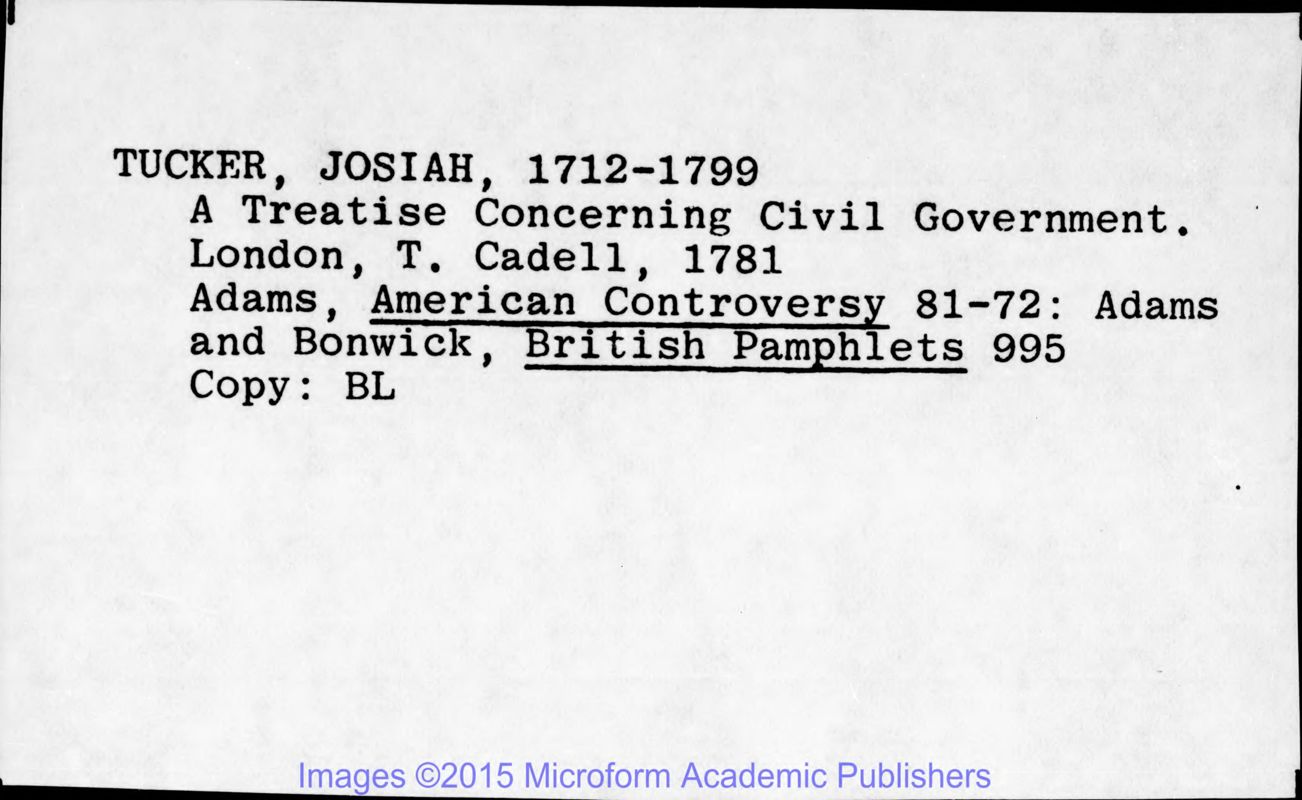 TUCKER, JOSIAH, 1712-1799
A Treatise Concerning Civil Government.
London, T. Cadell, 1781
Adams, American Controversy 81-72: Adams
and Bonwick, British Pamphlets 995
Copy: BL
Images ©2015 Microform Academic Publishers